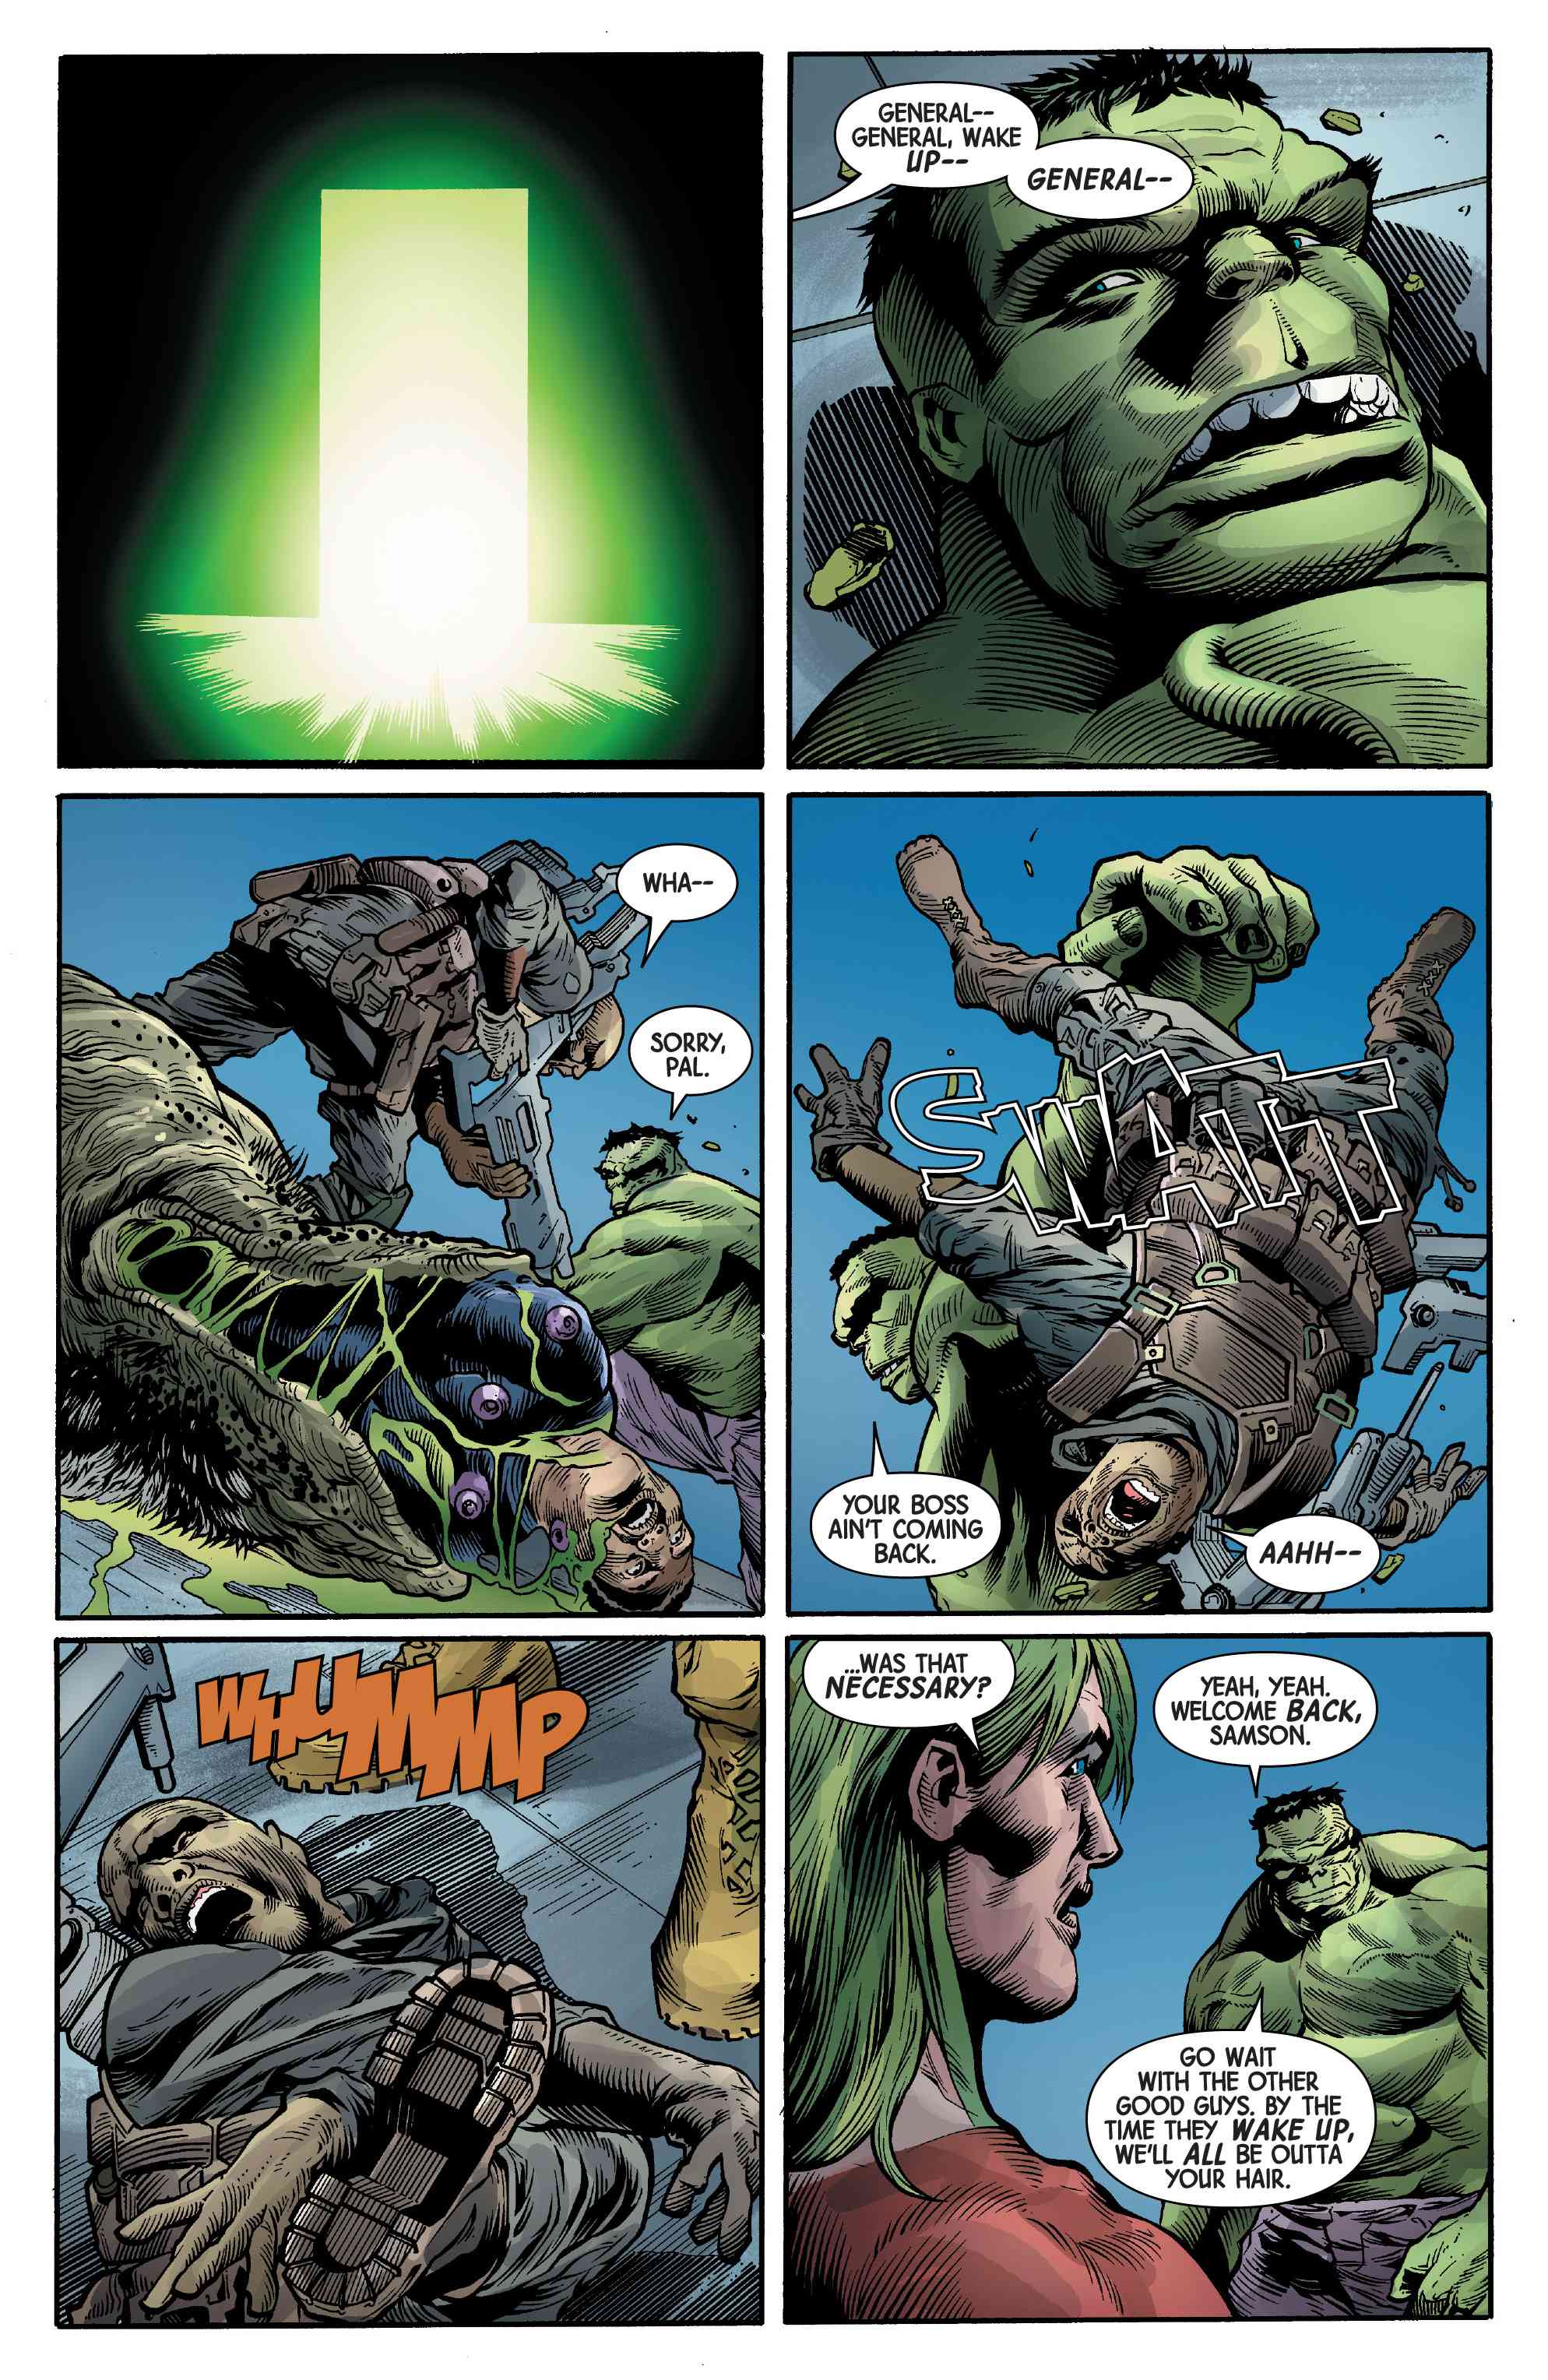 GENERAL--
GENERAL, WAKE
UP--
GENERAL--
WHA--
SORRY,
PAL.
SWATT
YOUR BOSS
AIN'T COMING
BACK.
AAHH--
WHUMMMP
...WAS THAT
NECESSARY?
YEAH, YEAH.
WELCOME BACK,
SAMSON.
GO WAIT
WITH THE OTHER
GOOD GUYS. BY THE
TIME THEY WAKE UP,
WE'LL ALL BE OUTTA
YOUR HAIR.